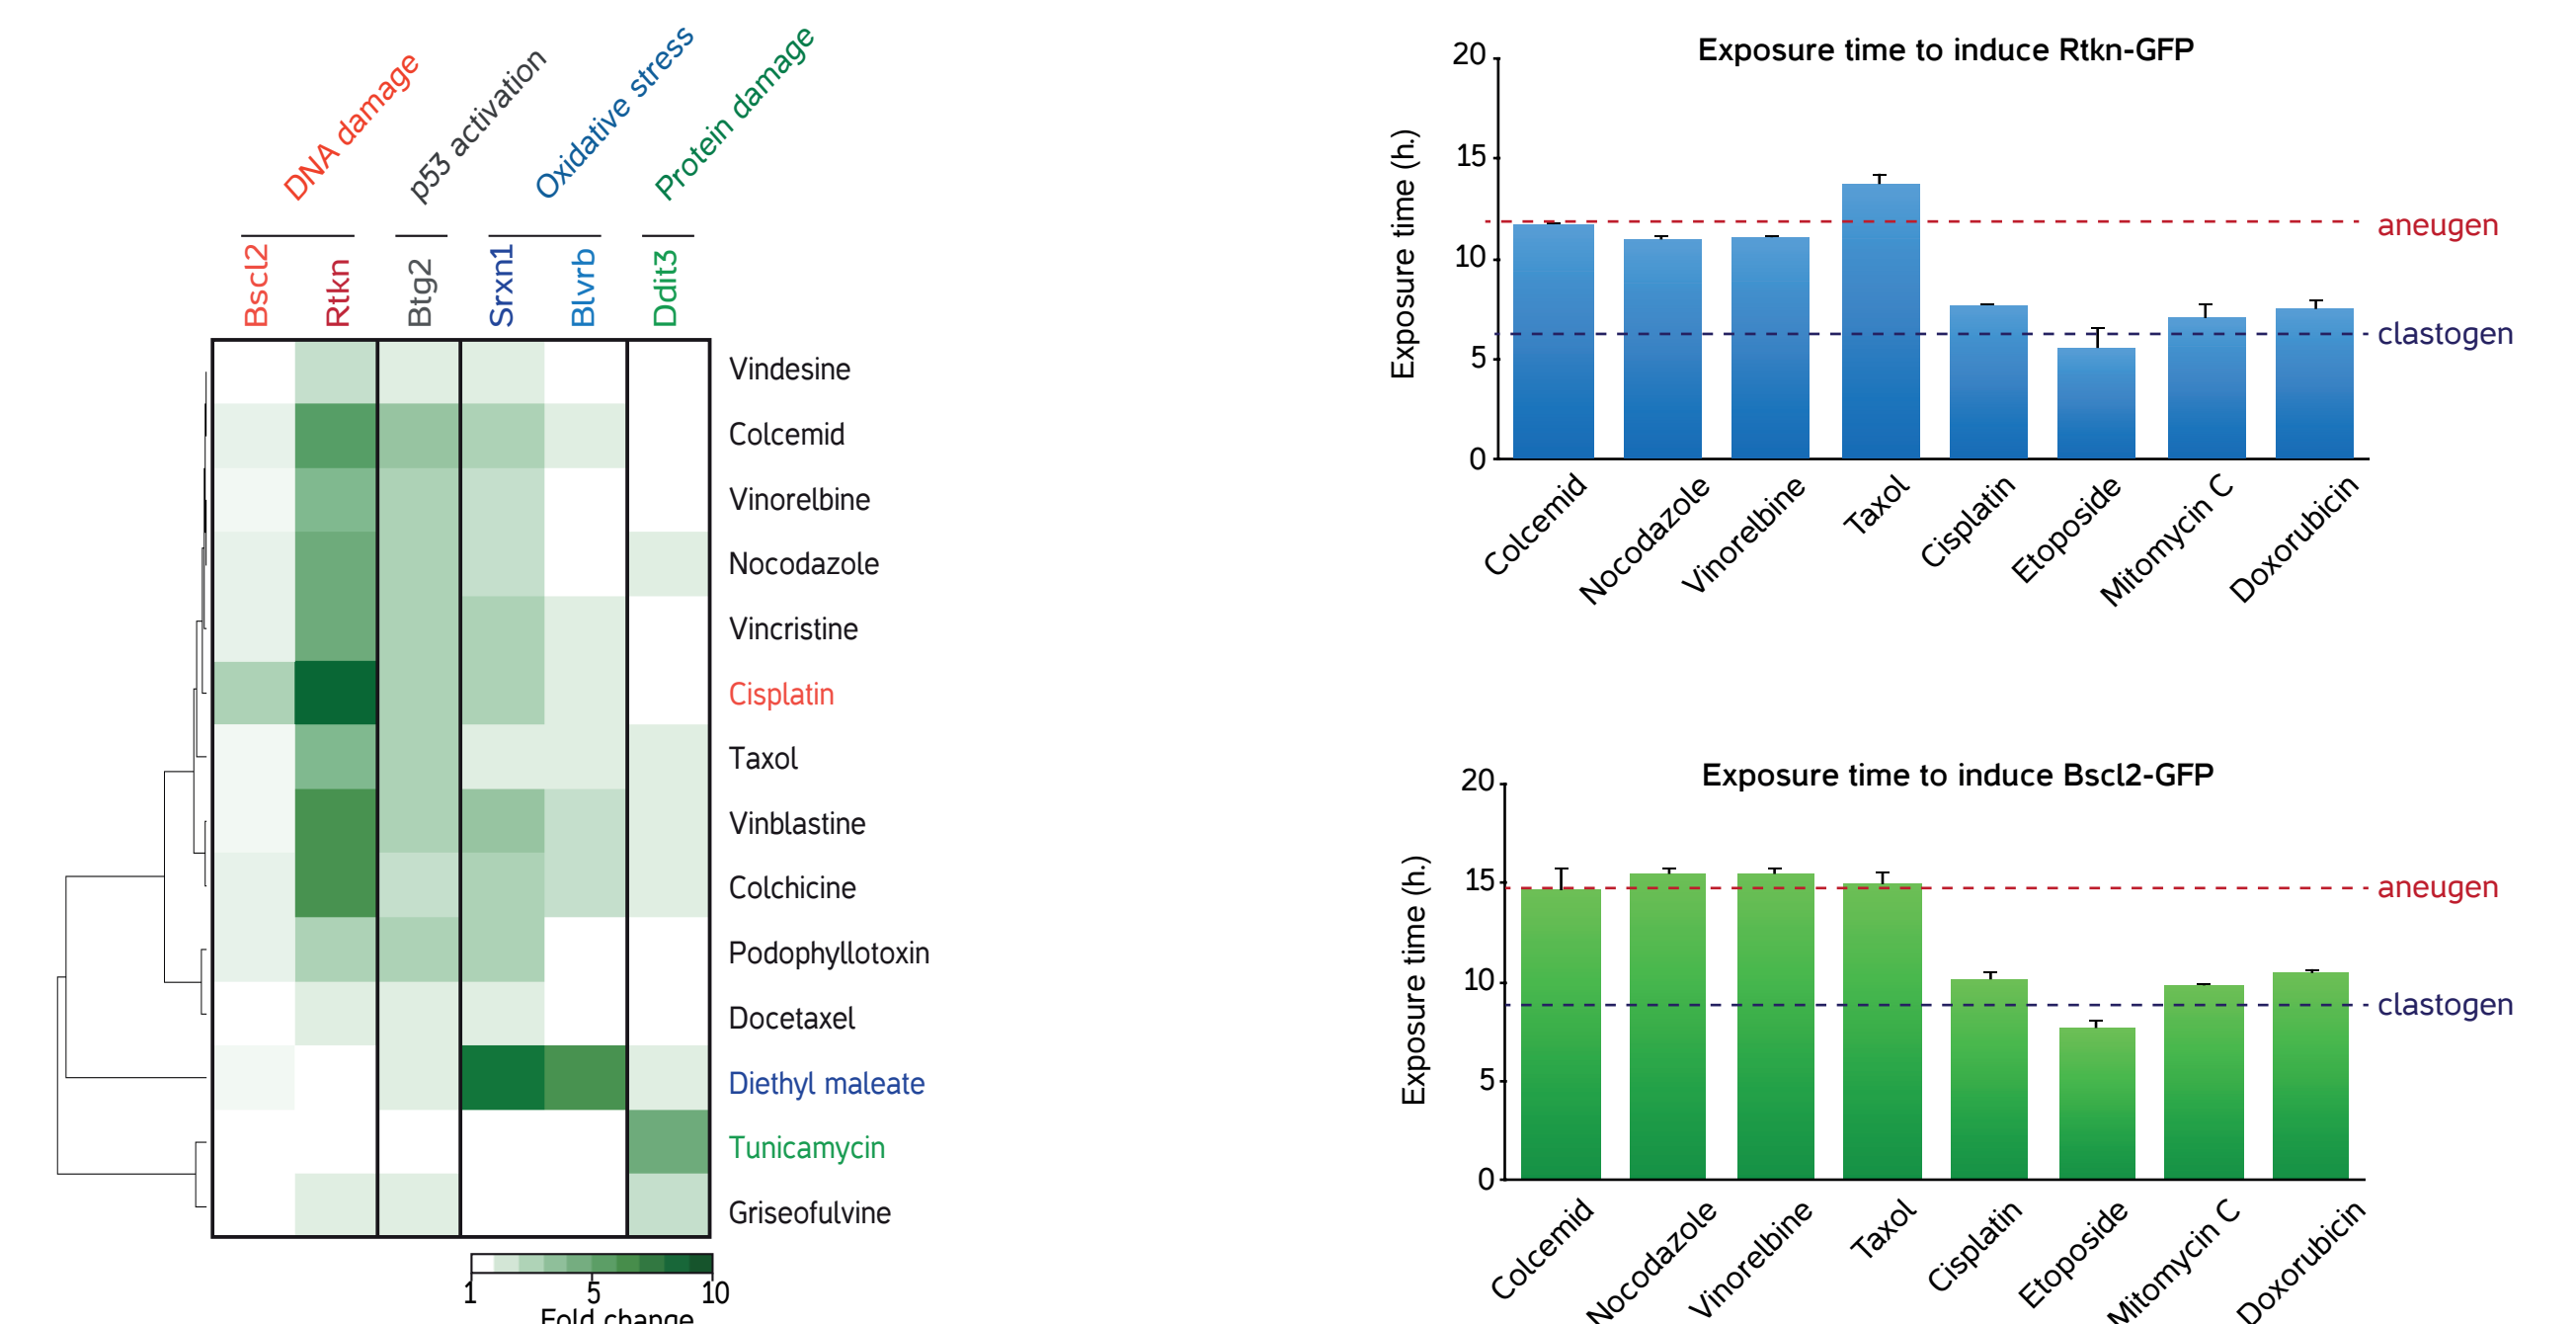 DNA damage
p53 activation
Oxidative stress
Protein damage
Bscl2
Rtkn
Btg2
Srxn1
Blvrb
Ddit3
Vindesine
Colcemid
Vinorelbine
Nocodazole
Vincristine
Cisplatin
Taxol
Vinblastine
Colchicine
Podophyllotoxin
Docetaxel
Diethyl maleate
Tunicamycin
Griseofulvine
1 5 10
Fold change
Exposure time to induce Rtkn-GFP
Exposure time (h.)
20
15
10
5
0
aneugen
clastogen
Colcemid
Nocodazole
Vinorelbine
Taxol
Cisplatin
Etoposide
Mitomycin C
Doxorubicin
Exposure time to induce Bscl2-GFP
Exposure time (h.)
20
15
10
5
0
aneugen
clastogen
Colcemid
Nocodazole
Vinorelbine
Taxol
Cisplatin
Etoposide
Mitomycin C
Doxorubicin